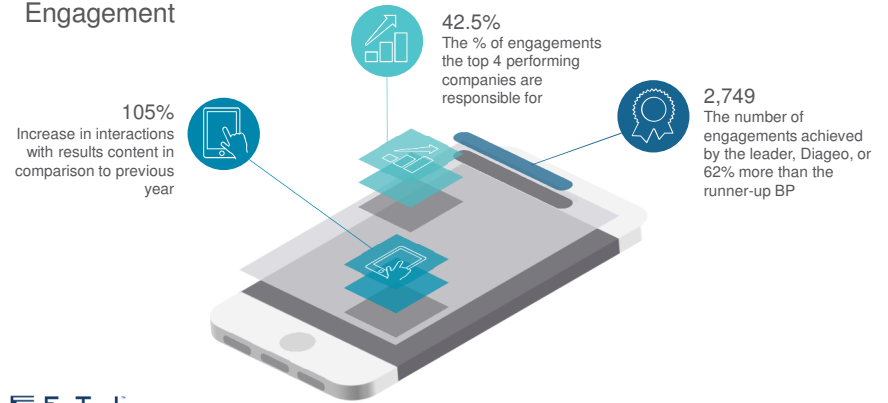 Engagement
42.5%
The % of engagements
the top 4 performing
companies are
responsible for
105%
Increase in interactions
with results content in
comparison to previous
year
2,749
The number of
engagements achieved
by the leader, Diageo, or
62% more than the
runner-up BP